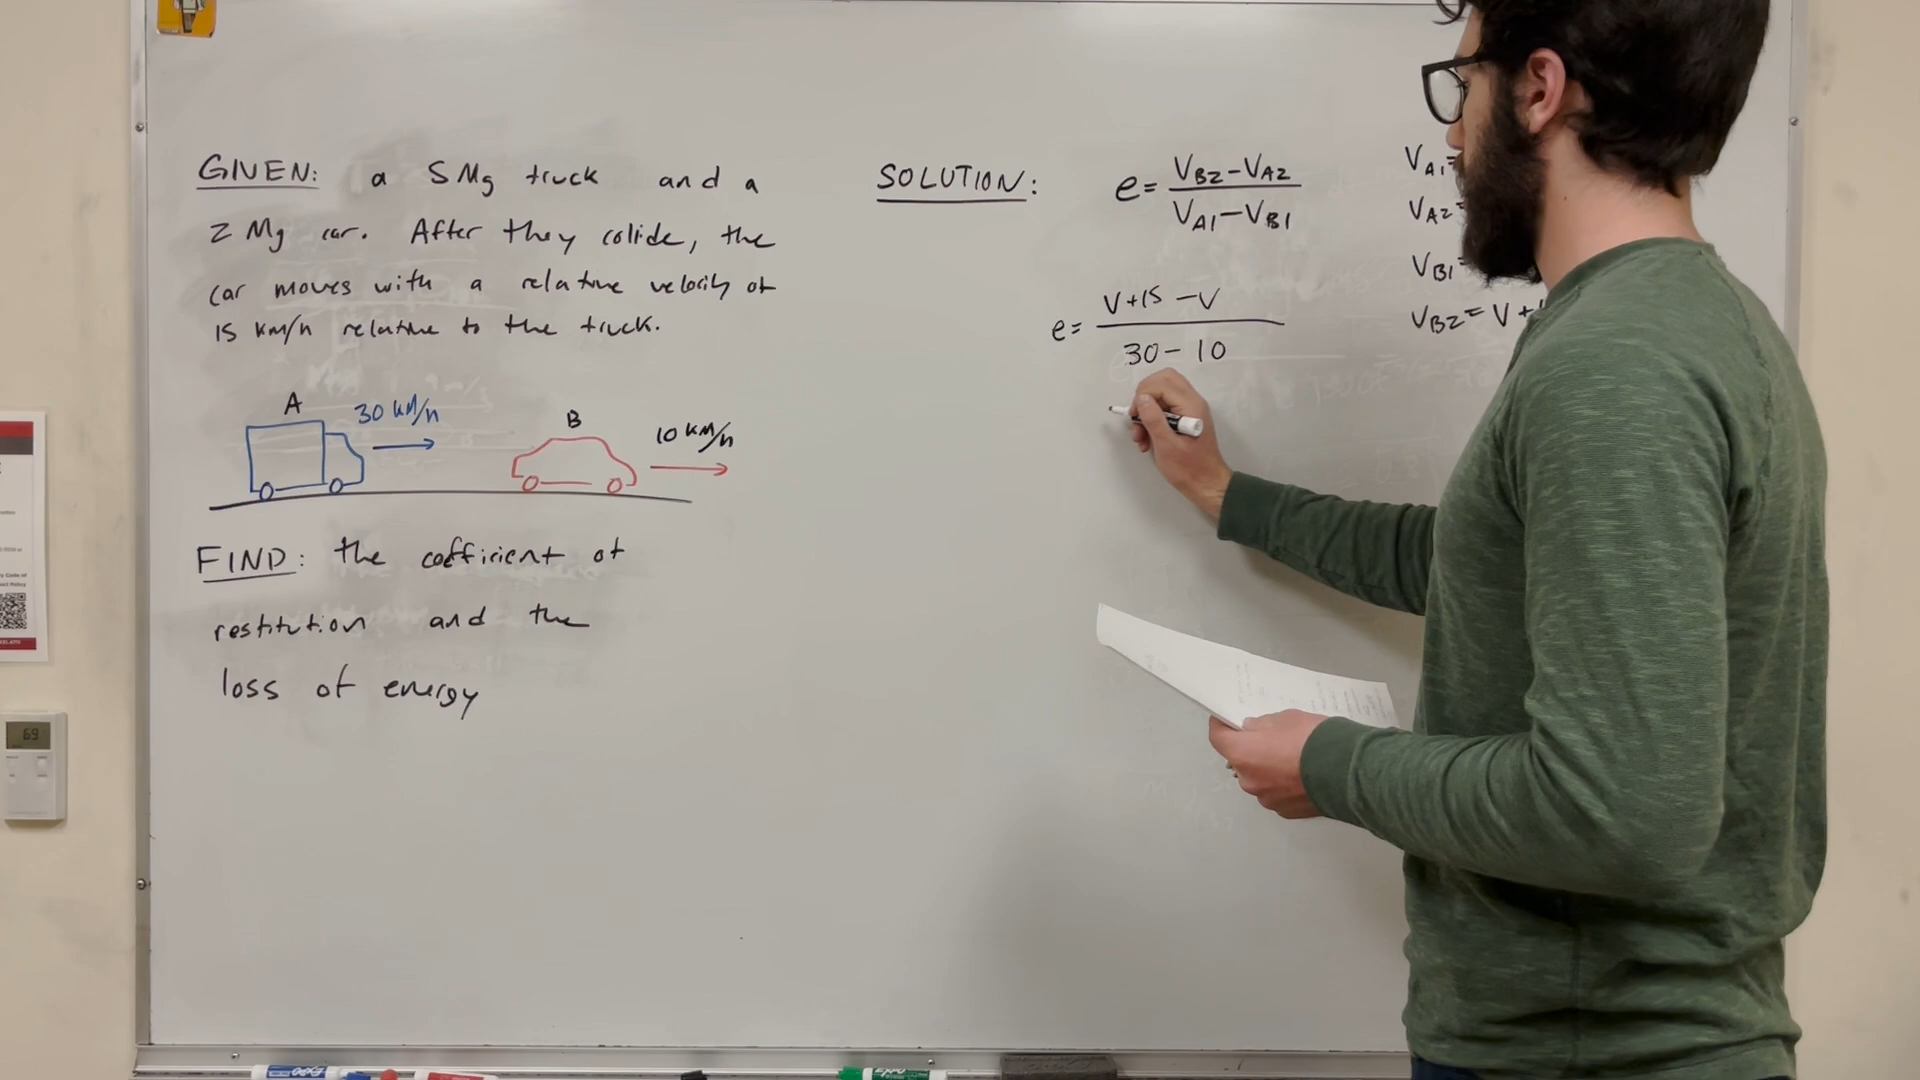 GIVEN: a 5Mg truck and a
2 Mg car. After they collide, the
car moves with a relative velocity of
15 km/h relative to the truck.
A
30 KM/h
B
10 KM/h
FIND: the coefficient of
restitution and the
loss of energy
SOLUTION:
e = VB2-VA2
VA1-VB1
e = V+15 -V
30- 10
VA1=
VA2=
VB1=
VB2= V+
69
expo